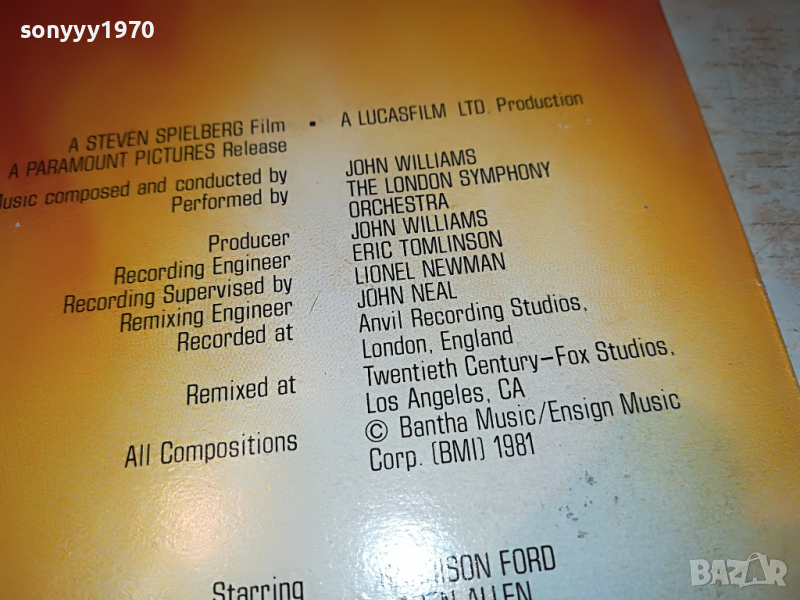 sonyyy1970
A STEVEN SPIELBERG Film • A LUCASFILM LTD. Production
A PARAMOUNT PICTURES Release
Music composed and conducted by JOHN WILLIAMS
Performed by THE LONDON SYMPHONY
ORCHESTRA
Producer JOHN WILLIAMS
Recording Engineer ERIC TOMLINSON
Recording Supervised by LIONEL NEWMAN
Remixing Engineer JOHN NEAL
Recorded at Anvil Recording Studios,
London, England
Remixed at Twentieth Century-Fox Studios,
Los Angeles, CA
All Compositions © Bantha Music/Ensign Music
Corp. (BMI) 1981
Starring FORD
ALLEN
BAZAR